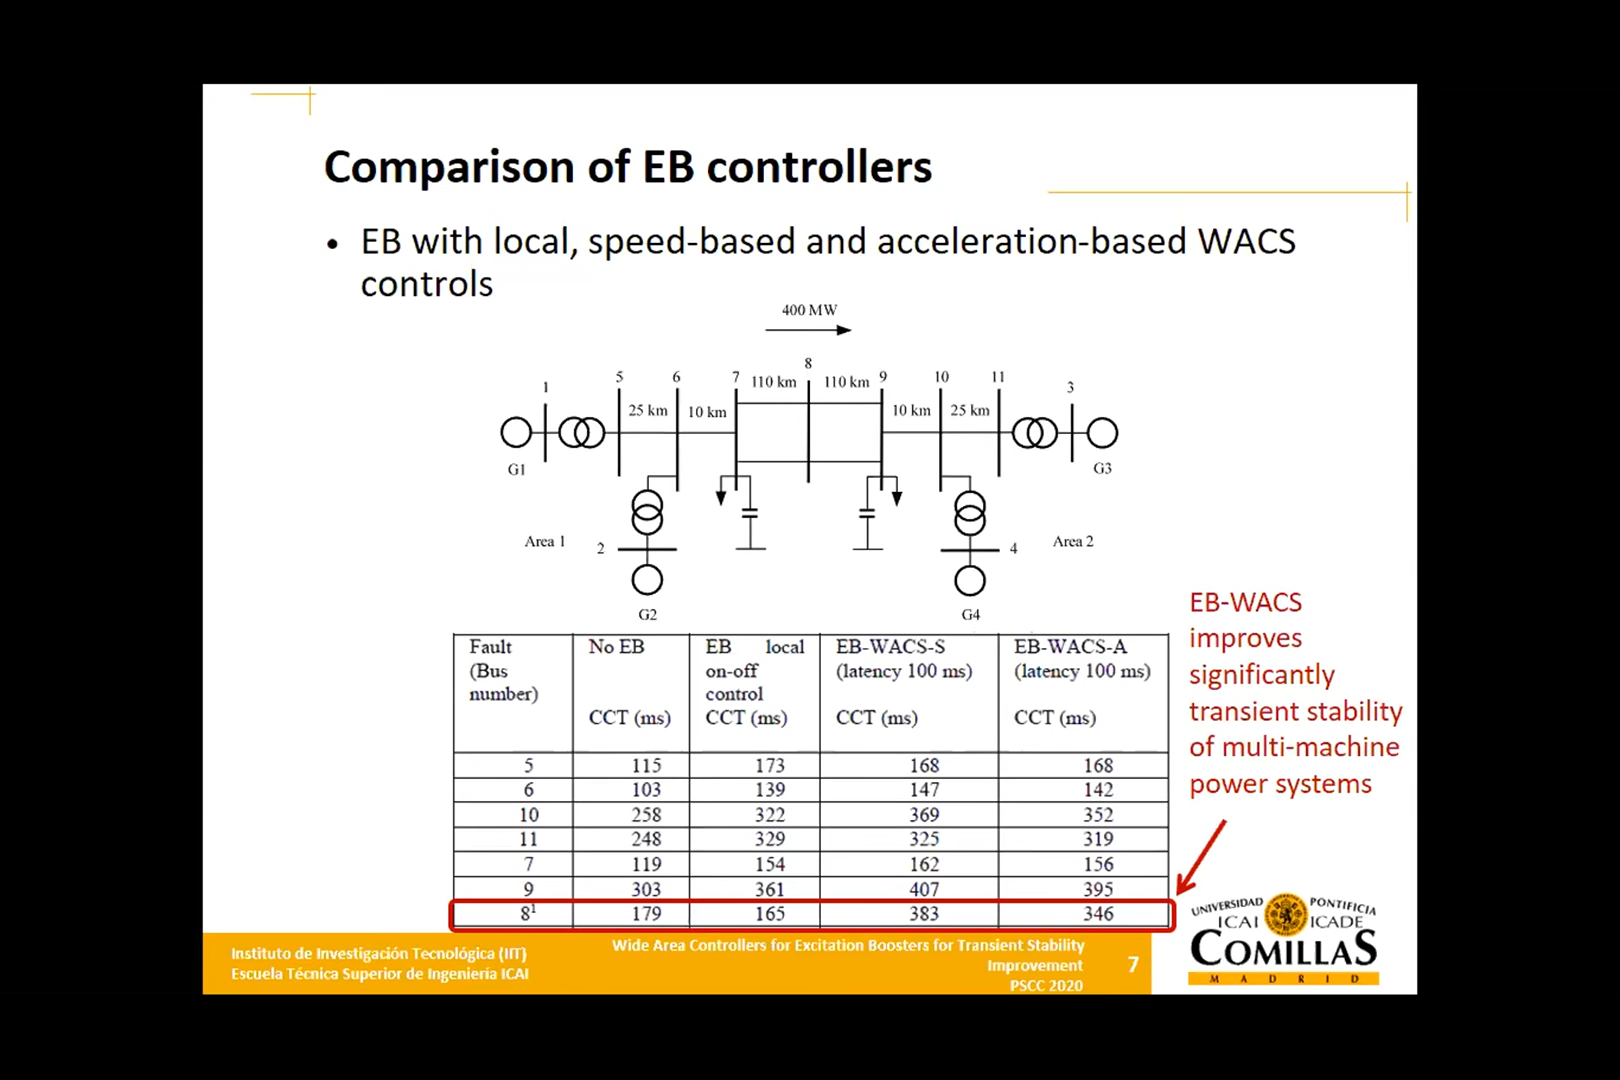 Comparison of EB controllers
• EB with local, speed-based and acceleration-based WACS
controls
400 MW
8
1 5 6 7 110 km 110 km 9 10 11 3
25 km 10 km 10 km 25 km
G1 G3
Area 1 2 4 Area 2
G2 G4
EB-WACS
improves
significantly
transient stability
of multi-machine
power systems
Fault (Bus number) No EB CCT (ms) EB local on-off control CCT (ms) EB-WACS-S (latency 100 ms) CCT (ms) EB-WACS-A (latency 100 ms) CCT (ms)
5 115 173 168 168
6 103 139 147 142
10 258 322 369 352
11 248 329 325 319
7 119 154 162 156
9 303 361 407 395
8¹ 179 165 383 346
Instituto de Investigación Tecnológica (IIT)
Escuela Técnica Superior de Ingeniería ICAI
Wide Area Controllers for Excitation Boosters for Transient Stability
Improvement
PSCC 2020
7
UNIVERSIDAD PONTIFICIA
ICAI ICADE
COMILLAS
MADRID